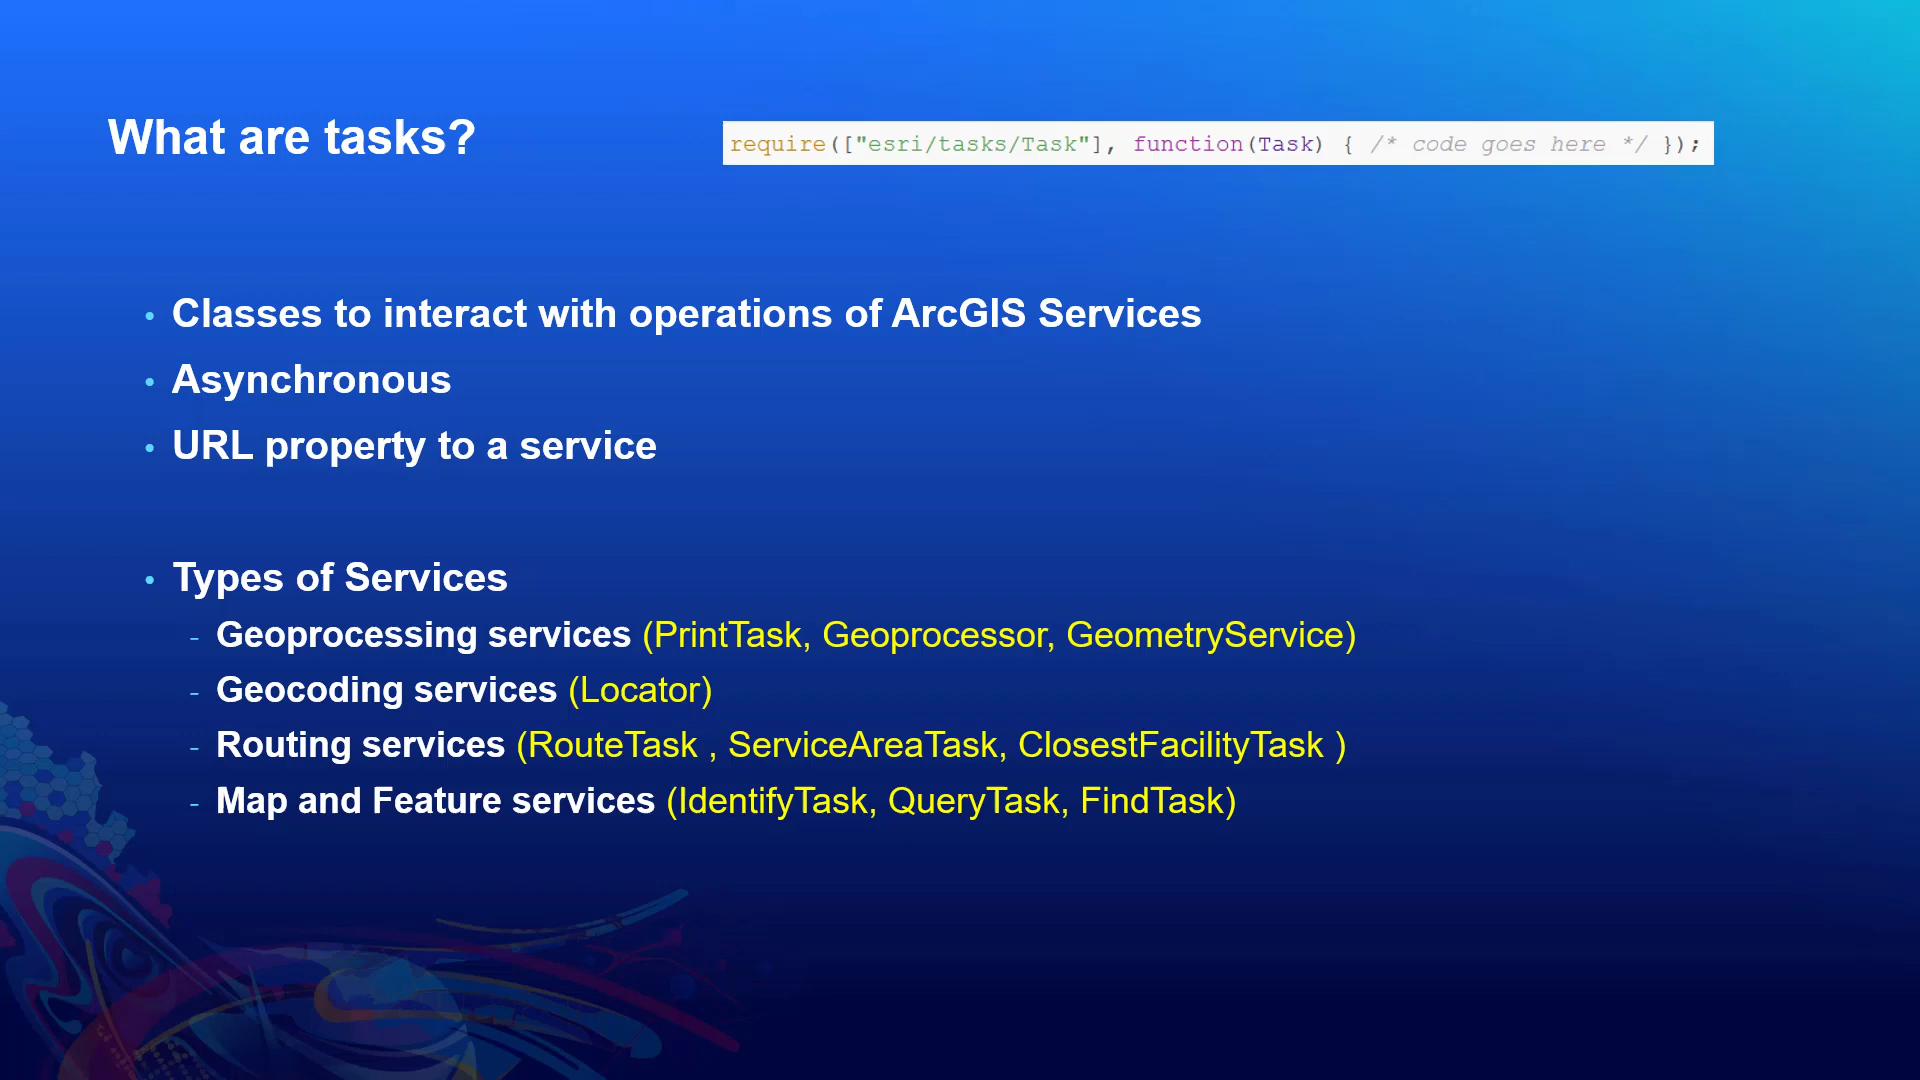 What are tasks?
require(["esri/tasks/Task"], function(Task) { /* code goes here */ });
• Classes to interact with operations of ArcGIS Services
• Asynchronous
• URL property to a service
• Types of Services
- Geoprocessing services (PrintTask, Geoprocessor, GeometryService)
- Geocoding services (Locator)
- Routing services (RouteTask , ServiceAreaTask, ClosestFacilityTask )
- Map and Feature services (IdentifyTask, QueryTask, FindTask)